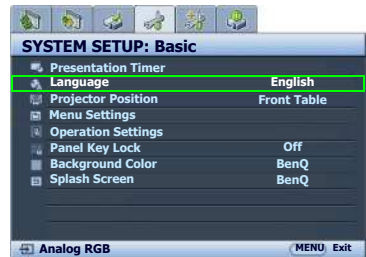 SYSTEM SETUP: Basic
Presentation Timer
Language English
Projector Position Front Table
Menu Settings
Operation Settings
Panel Key Lock Off
Background Color BenQ
Splash Screen BenQ
Analog RGB MENU Exit